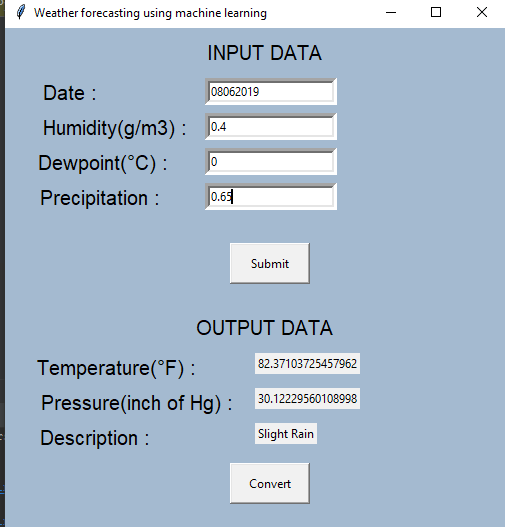 Weather forecasting using machine learning
INPUT DATA
Date : 08062019
Humidity(g/m3) : 0.4
Dewpoint(°C) : 0
Precipitation : 0.65
Submit
OUTPUT DATA
Temperature(°F) : 82.37103725457962
Pressure(inch of Hg) : 30.12229560108998
Description : Slight Rain
Convert